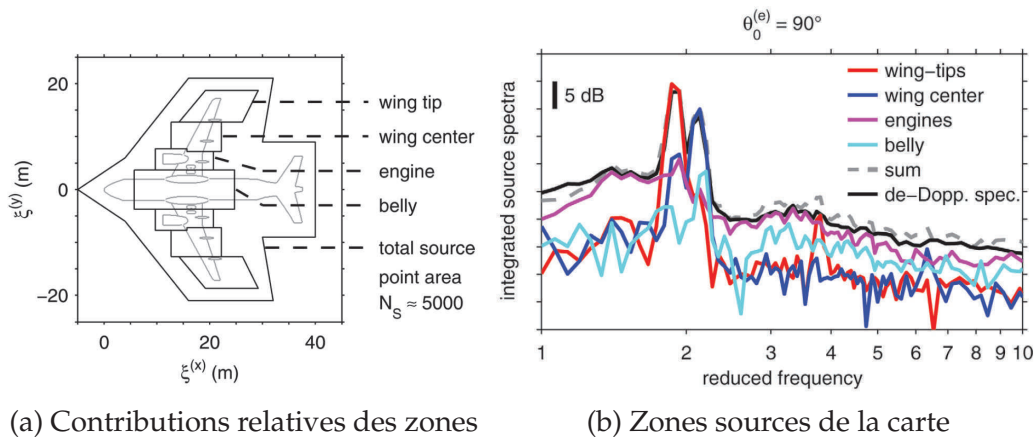 20
0
−20
ξ(y) (m)
0 20 40
ξ(x) (m)
wing tip
wing center
engine
belly
total source
point area
NS ≈ 5000
θ0(e) = 90°
5 dB
integrated source spectra
wing−tips
wing center
engines
belly
sum
de−Dopp. spec.
1 2 3 4 5 6 7 8 9 10
reduced frequency
(a) Contributions relatives des zones
(b) Zones sources de la carte